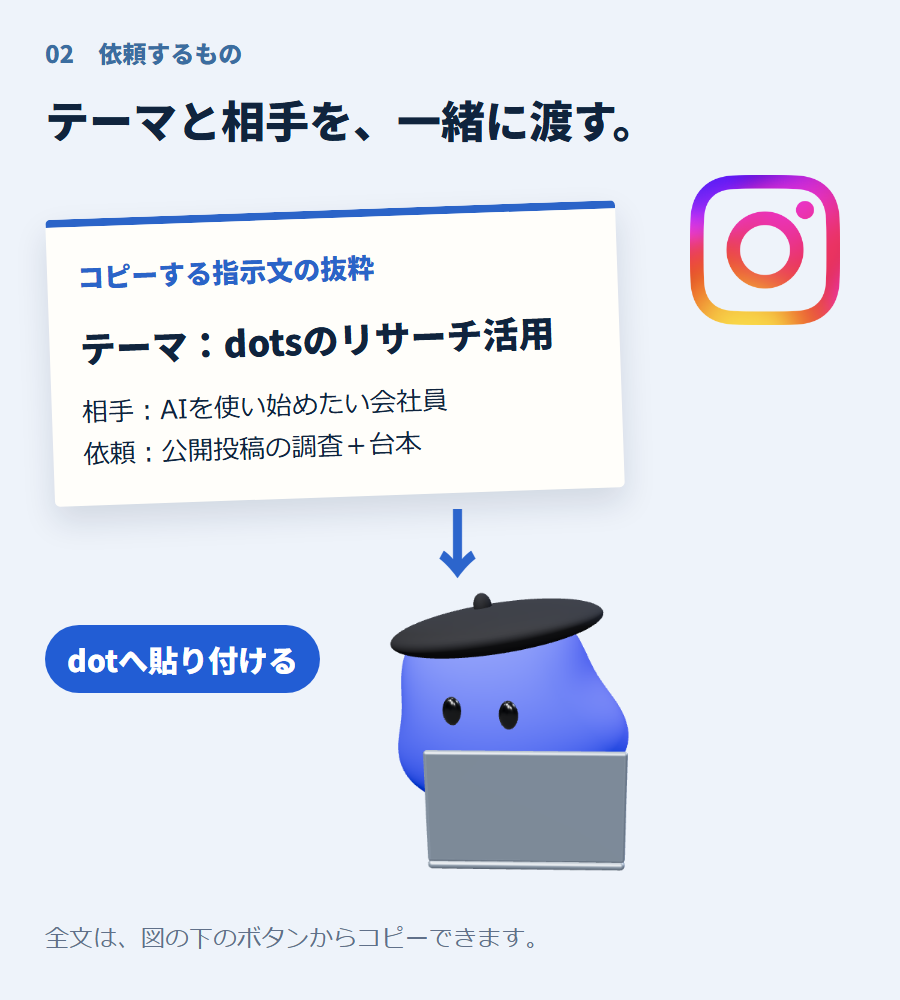 02 依頼するもの
テーマと相手を、一緒に渡す。
コピーする指示文の抜粋
テーマ：dotsのリサーチ活用
相手：AIを使い始めたい会社員
依頼：公開投稿の調査＋台本
dotへ貼り付ける
全文は、図の下のボタンからコピーできます。